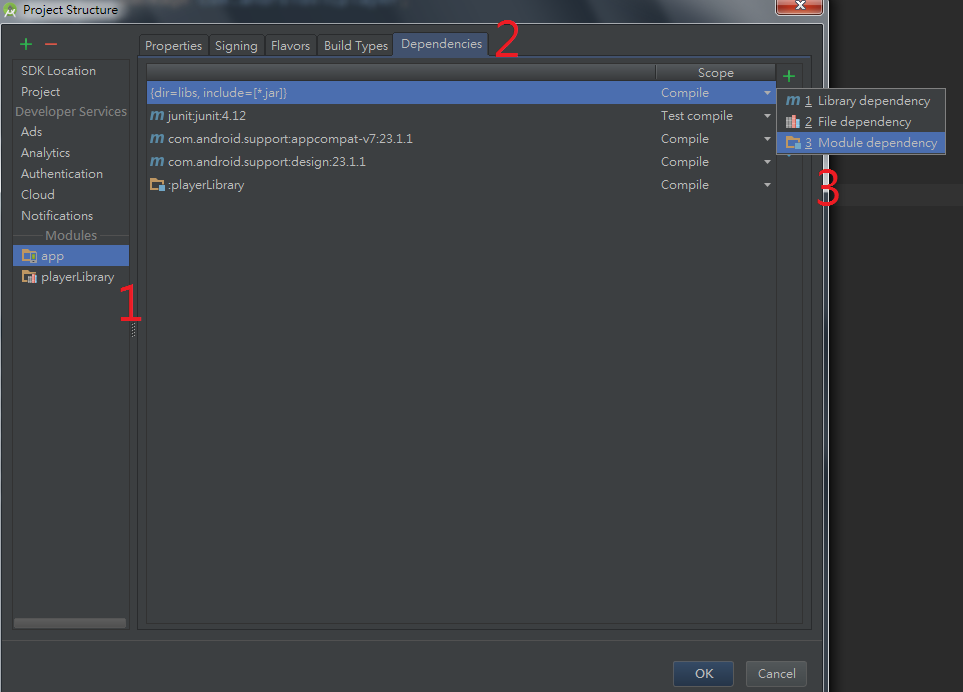 Project Structure
Properties Signing Flavors Build Types Dependencies 2
SDK Location
Project
Developer Services
Ads
Analytics
Authentication
Cloud
Notifications
Modules
app
playerLibrary
1
Scope
{dir=libs, include=[*.jar]} Compile
m junit:junit:4.12 Test compile
m com.android.support:appcompat-v7:23.1.1 Compile
m com.android.support:design:23.1.1 Compile
:playerLibrary Compile
m 1 Library dependency
2 File dependency
3 Module dependency
3
OK Cancel